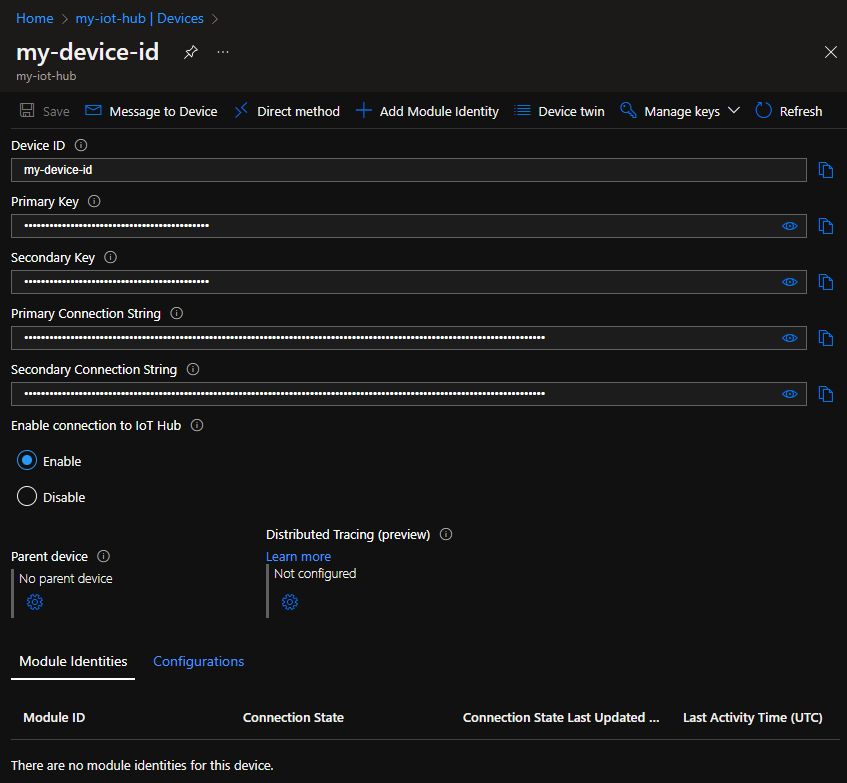 Home > my-iot-hub | Devices >
my-device-id ...
my-iot-hub
Save Message to Device Direct method Add Module Identity Device twin Manage keys Refresh
Device ID
my-device-id
Primary Key
••••••••••••••••••••••••••••••••••••••••••••
Secondary Key
••••••••••••••••••••••••••••••••••••••••••••
Primary Connection String
••••••••••••••••••••••••••••••••••••••••••••••••••••••••••••••••••••••••••••••••••••••••••••••••••••••••••••••••••••••••••••
Secondary Connection String
••••••••••••••••••••••••••••••••••••••••••••••••••••••••••••••••••••••••••••••••••••••••••••••••••••••••••••••••••••••••••••
Enable connection to IoT Hub
Enable
Disable
Distributed Tracing (preview)
Parent device Learn more
No parent device Not configured
Module Identities Configurations
Module ID Connection State Connection State Last Updated ... Last Activity Time (UTC)
There are no module identities for this device.